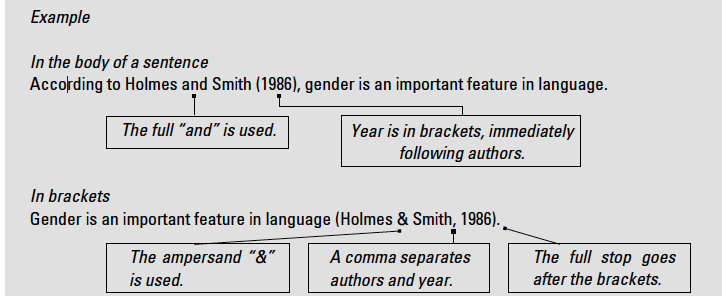 Example
In the body of a sentence
According to Holmes and Smith (1986), gender is an important feature in language.
The full “and” is used.
Year is in brackets, immediately
following authors.
In brackets
Gender is an important feature in language (Holmes & Smith, 1986).
The ampersand “&”
is used.
A comma separates
authors and year.
The full stop goes
after the brackets.